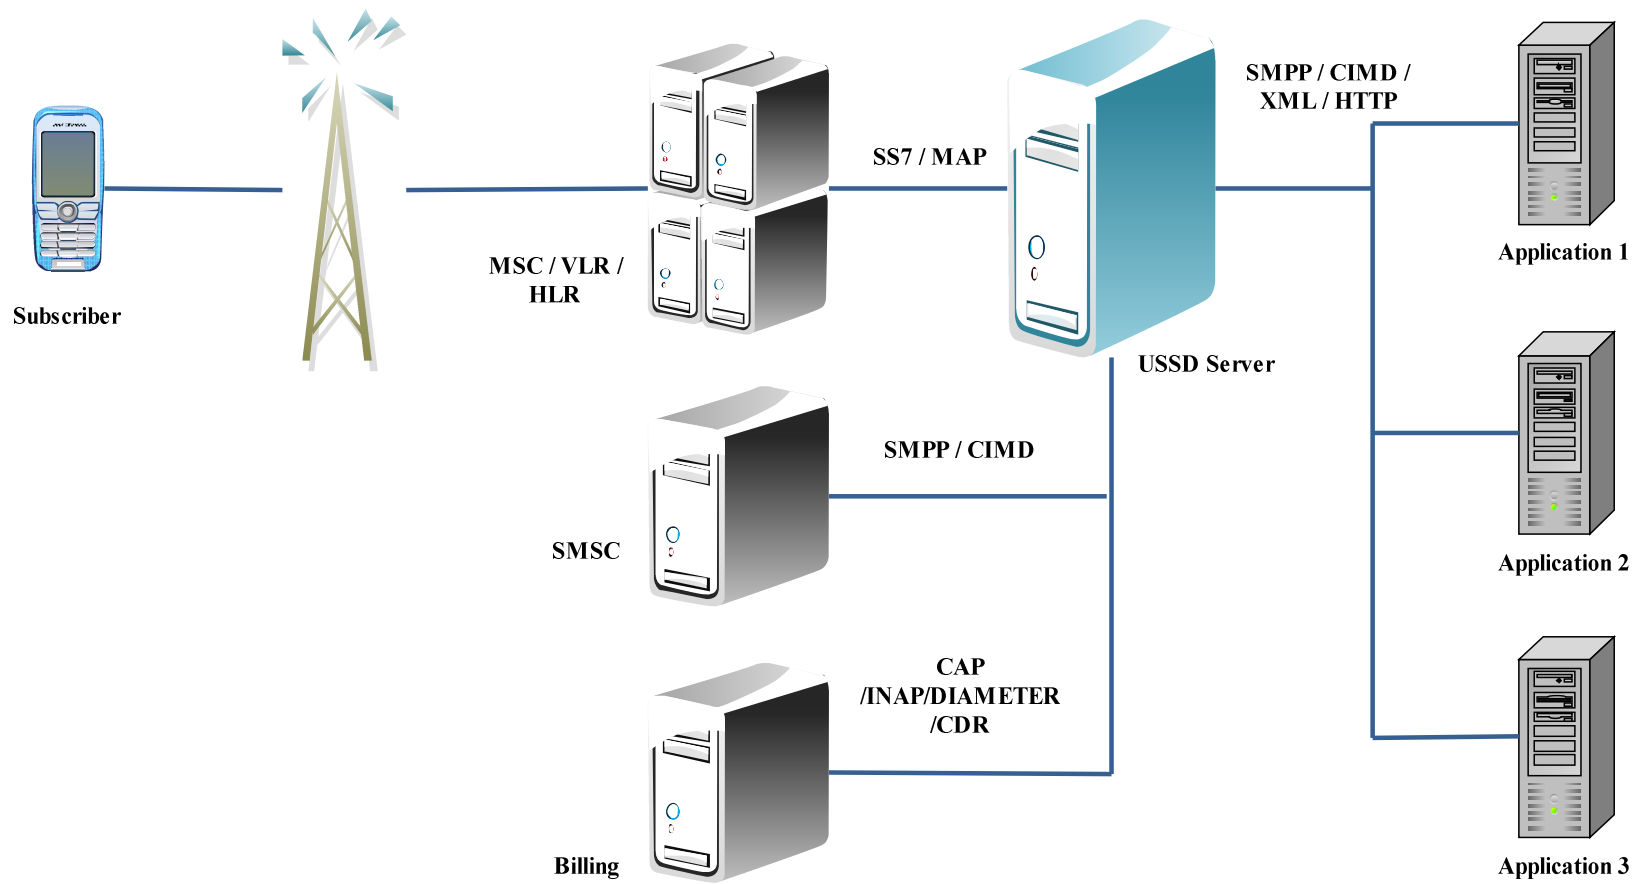 SMPP / CIMD /
XML / HTTP
SS7 / MAP
Application 1
MSC / VLR /
HLR
Subscriber
USSD Server
SMPP / CIMD
SMSC
Application 2
CAP
/INAP/DIAMETER
/CDR
Billing
Application 3